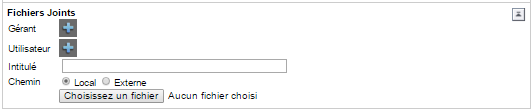 Fichiers Joints
Gérant
Utilisateur
Intitulé
Chemin Local Externe
Choisissez un fichier Aucun fichier choisi